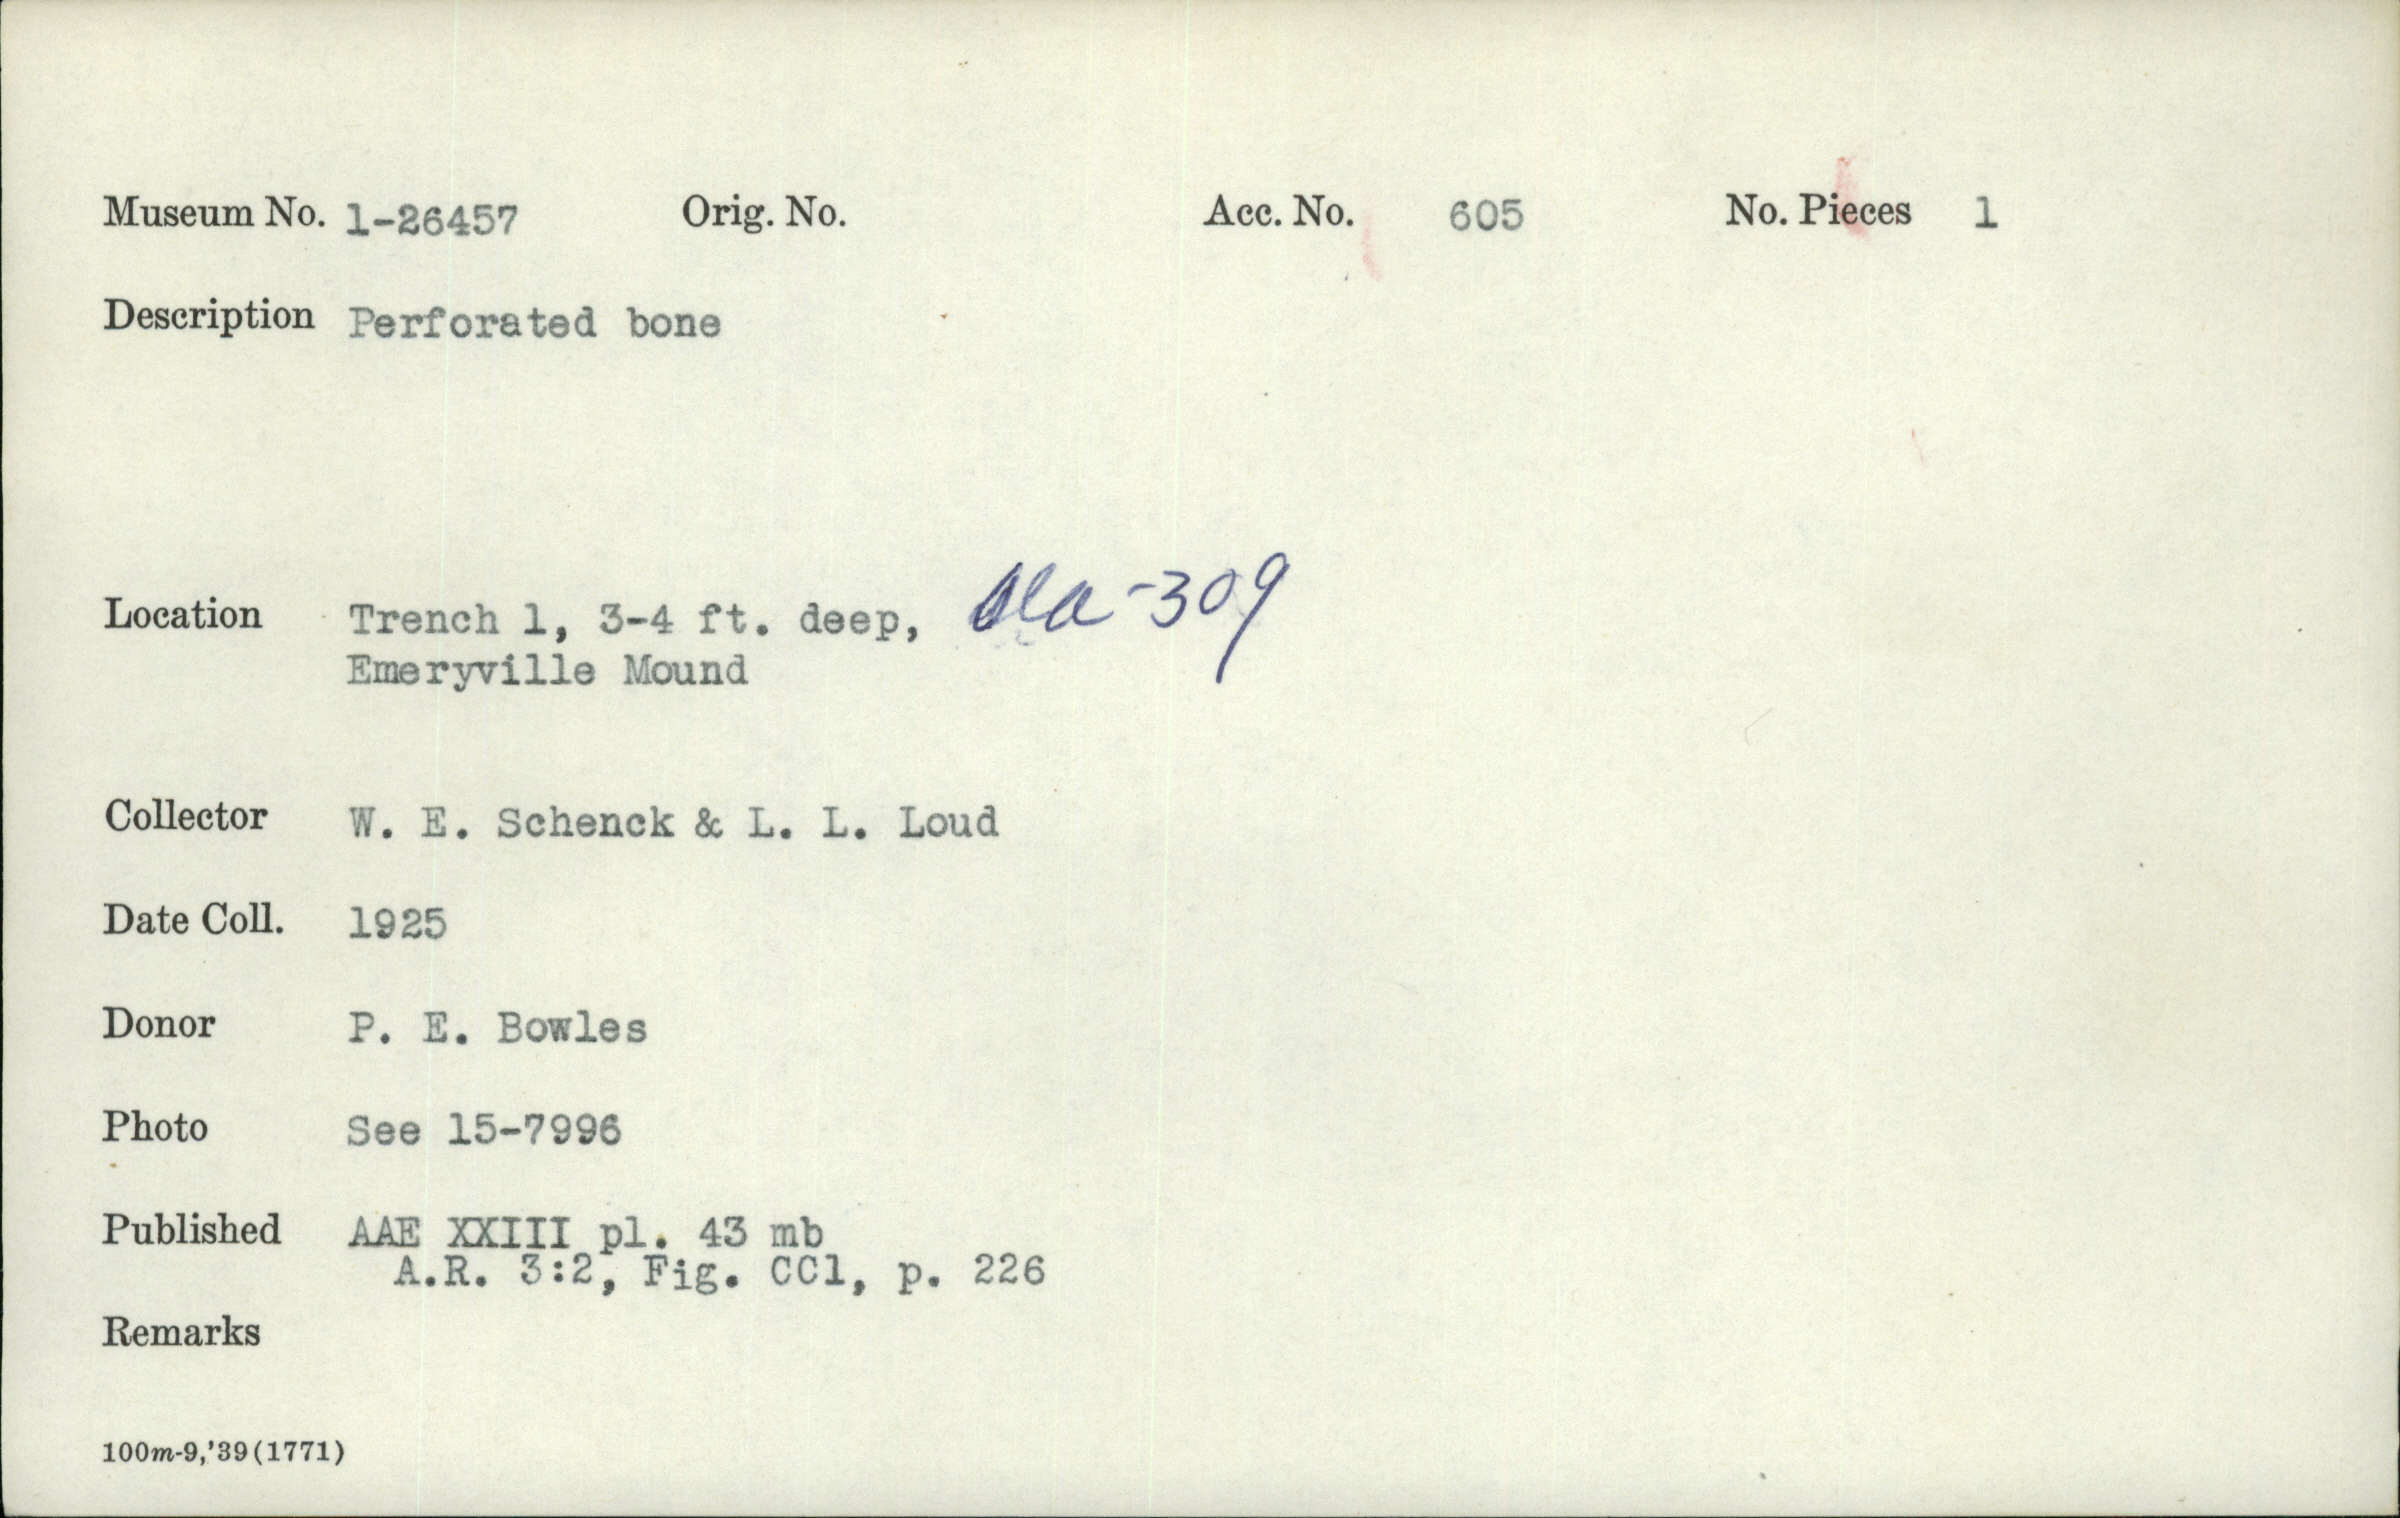 Museum No. 1-26457 Orig. No. Acc. No. 605 No. Pieces 1
Description Perforated bone
Location Trench 1, 3-4 ft. deep, Ala-309
Emeryville Mound
Collector W. E. Schenck & L. L. Loud
Date Coll. 1925
Donor P. E. Bowles
Photo See 15-7996
Published AAE XXIII pl. 43 mb
A.R. 3:2, Fig. CC1, p. 226
Remarks
100m-9,'39(1771)